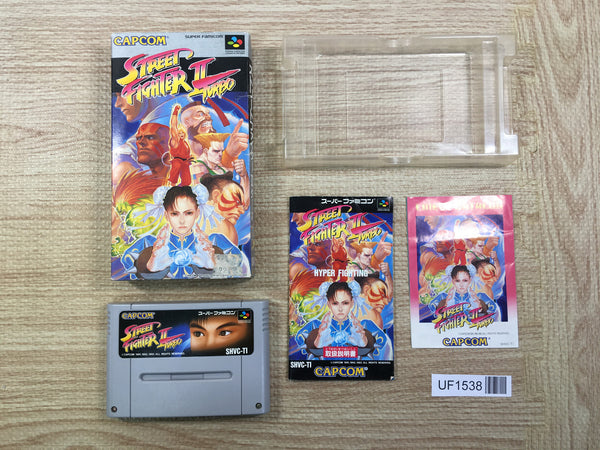 CAPCOM
SUPER FAMICOM
STREET
FIGHTER II
TURBO
CAPCOM
スーパーファミコン
STREET
FIGHTER II
TURBO
SHVC-TI
スーパーファミコン
STREET
FIGHTER II
TURBO
HYPER FIGHTING
取扱説明書
SHVC-TI
CAPCOM
STREET
FIGHTER II
TURBO
CAPCOM
UF1538